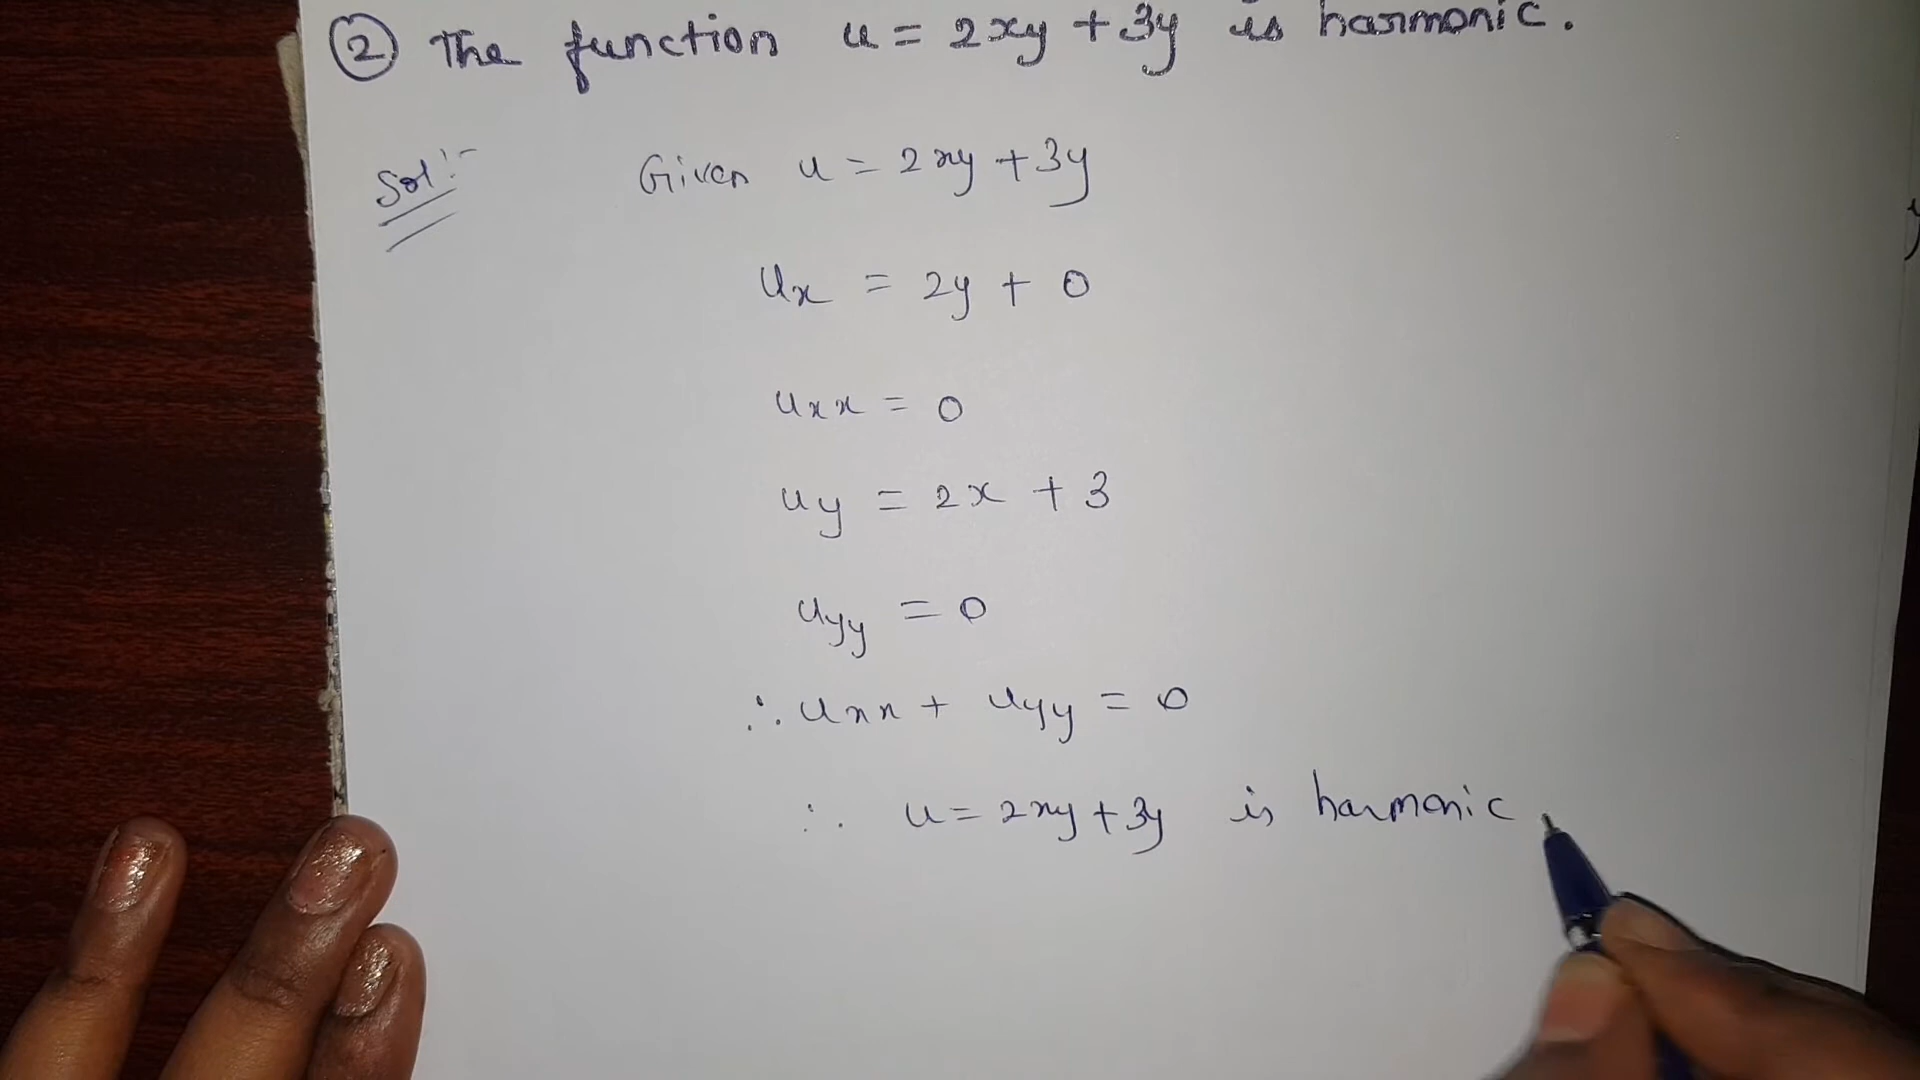 ② The function u = 2xy + 3y is harmonic.
Sol:-
Given u = 2xy + 3y
ux = 2y + 0
uxx = 0
uy = 2x + 3
uyy = 0
∴ uxx + uyy = 0
∴ u = 2xy + 3y is harmonic